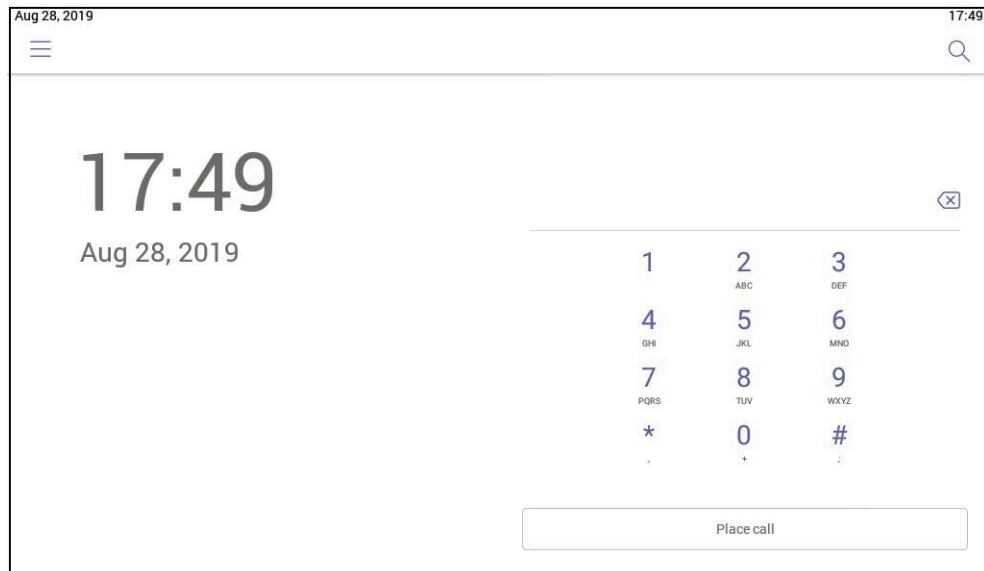 Aug 28, 2019 17:49
17:49
Aug 28, 2019
1 2 3
ABC DEF
4 5 6
GHI JKL MNO
7 8 9
PQRS TUV WXYZ
* 0 #
, + ;
Place call